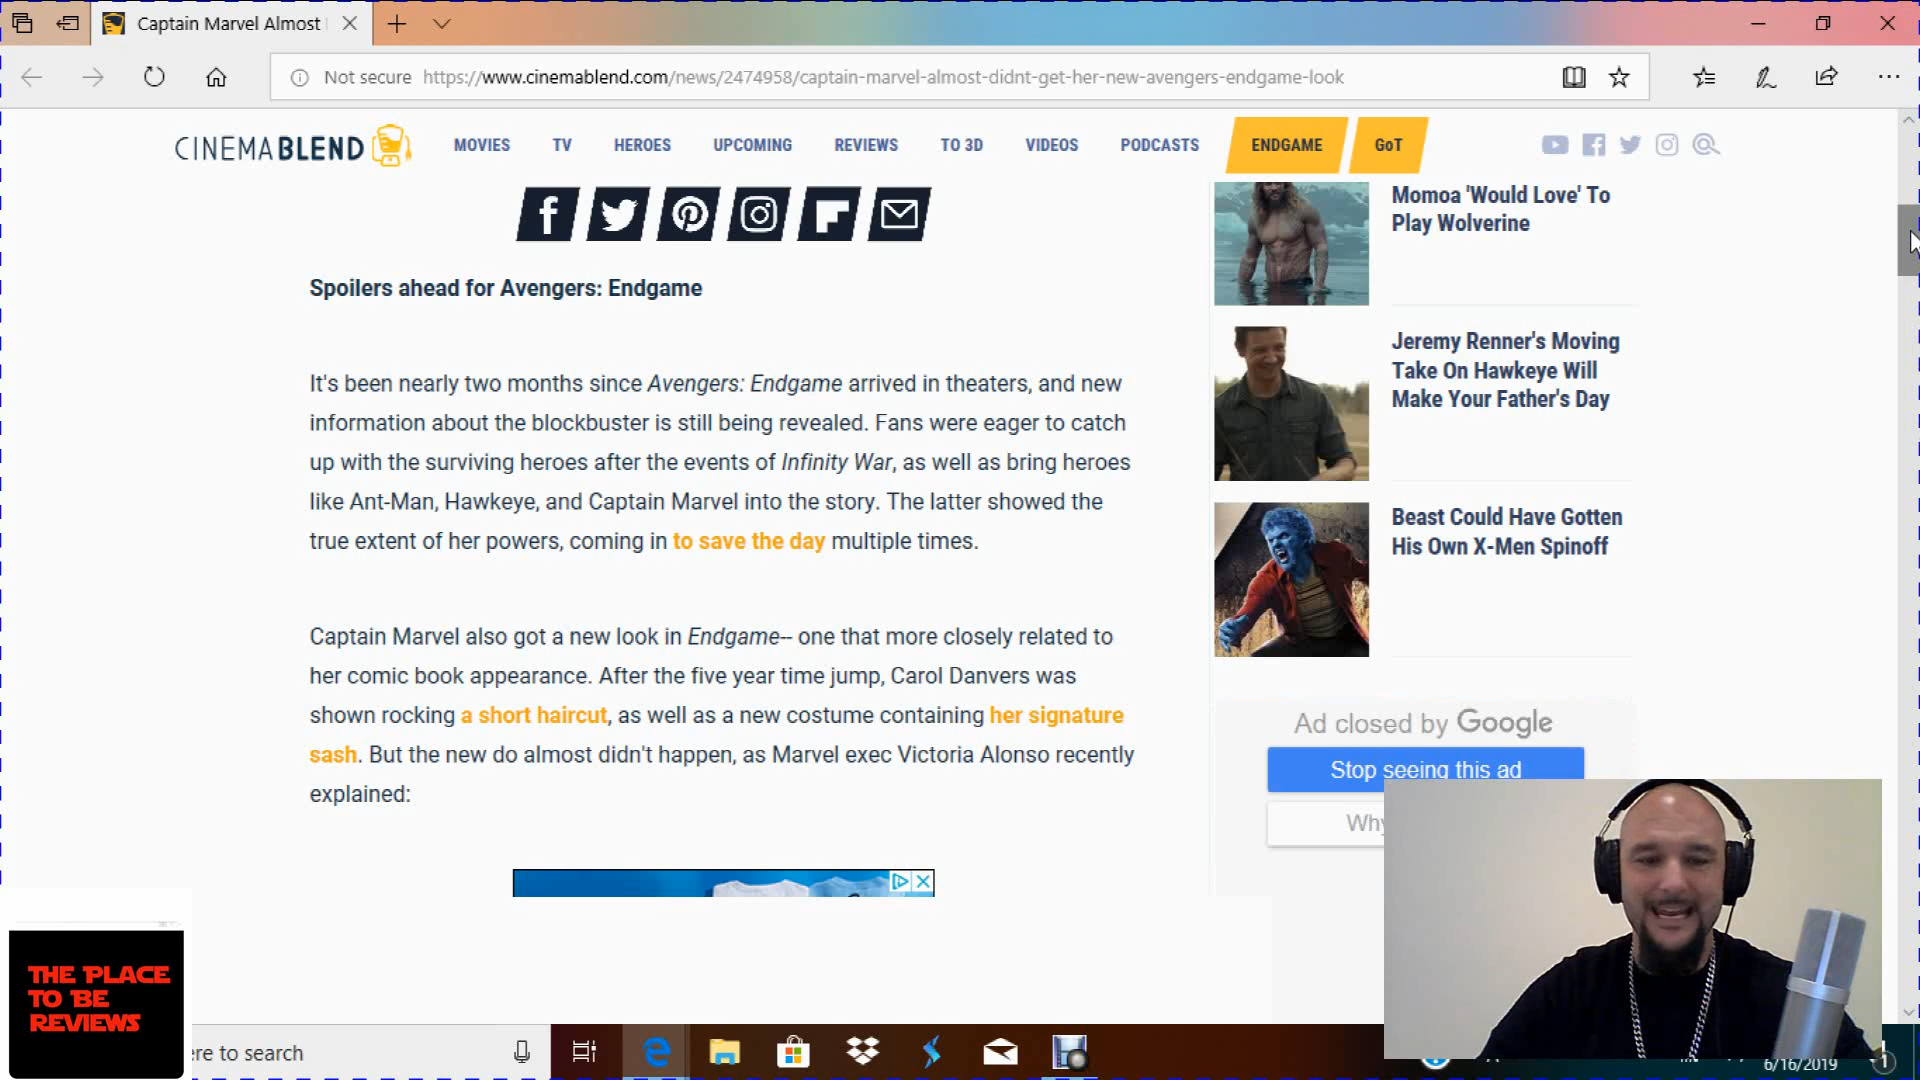 Captain Marvel Almost
Not secure https://www.cinemablend.com/news/2474958/captain-marvel-almost-didnt-get-her-new-avengers-endgame-look
CINEMABLEND
MOVIES TV HEROES UPCOMING REVIEWS TO 3D VIDEOS PODCASTS ENDGAME GoT
Spoilers ahead for Avengers: Endgame
It's been nearly two months since Avengers: Endgame arrived in theaters, and new
information about the blockbuster is still being revealed. Fans were eager to catch
up with the surviving heroes after the events of Infinity War, as well as bring heroes
like Ant-Man, Hawkeye, and Captain Marvel into the story. The latter showed the
true extent of her powers, coming in to save the day multiple times.
Captain Marvel also got a new look in Endgame-- one that more closely related to
her comic book appearance. After the five year time jump, Carol Danvers was
shown rocking a short haircut, as well as a new costume containing her signature
sash. But the new do almost didn't happen, as Marvel exec Victoria Alonso recently
explained:
Momoa 'Would Love' To
Play Wolverine
Jeremy Renner's Moving
Take On Hawkeye Will
Make Your Father's Day
Beast Could Have Gotten
His Own X-Men Spinoff
Ad closed by Google
Stop seeing this ad
Why
THE PLACE
TO BE
REVIEWS
ere to search
6/16/2019
1